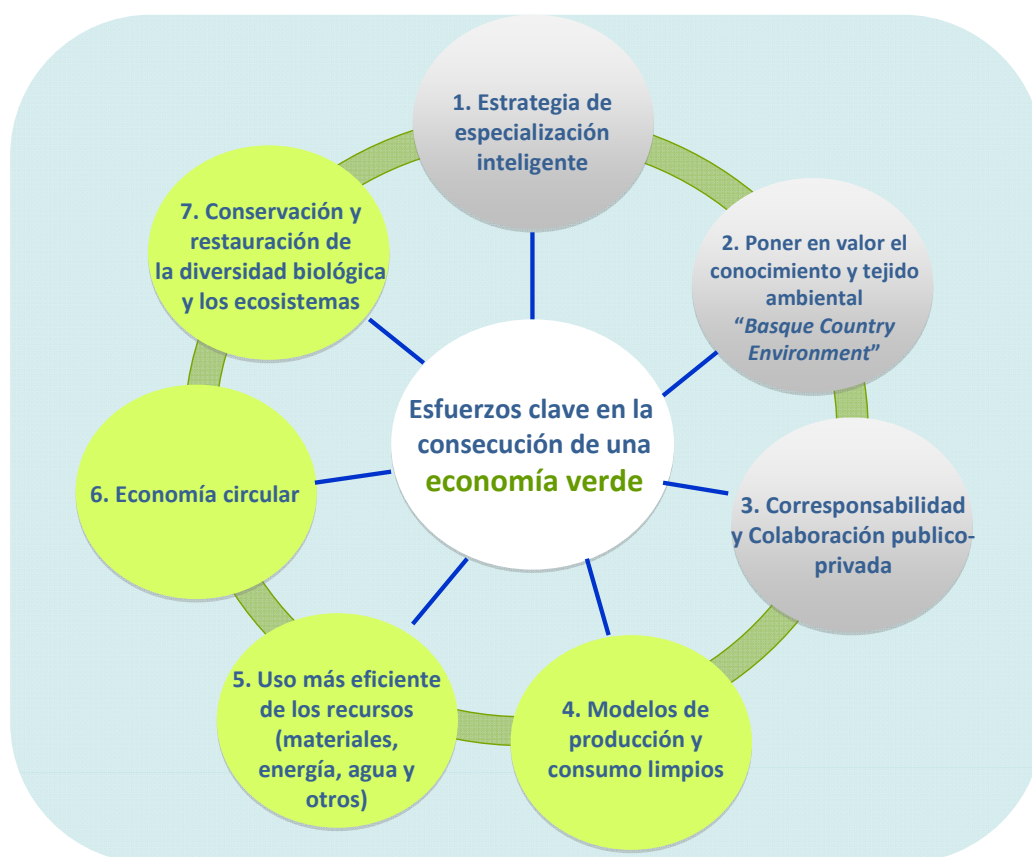 1. Estrategia de
especialización
inteligente
2. Poner en valor el
conocimiento y tejido
ambiental
“Basque Country
Environment”
3. Corresponsabilidad
y Colaboración publico-
privada
4. Modelos de
producción y
consumo limpios
5. Uso más eficiente
de los recursos
(materiales,
energía, agua y
otros)
6. Economía circular
7. Conservación y
restauración de
la diversidad biológica
y los ecosistemas
Esfuerzos clave en la
consecución de una
economía verde